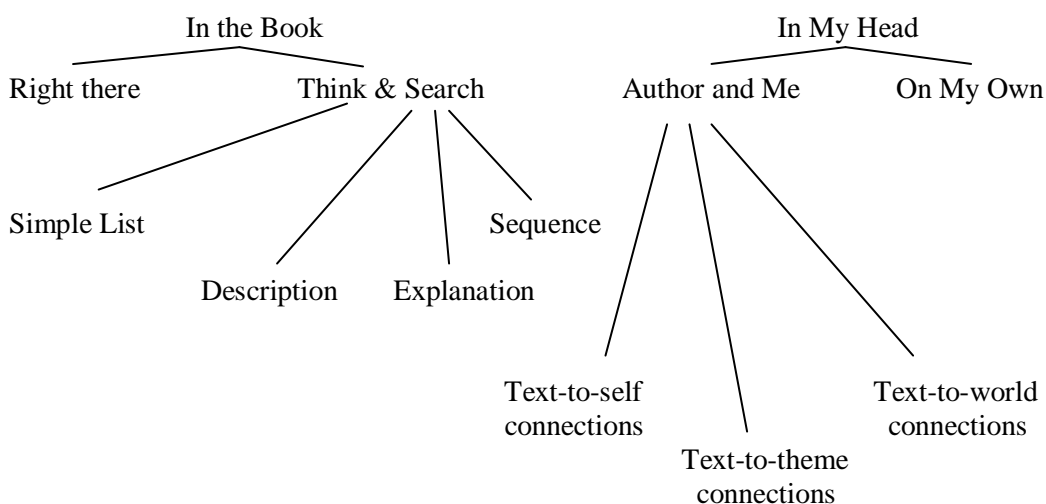 In the Book
In My Head
Right there
Think & Search
Author and Me
On My Own
Simple List
Sequence
Description
Explanation
Text-to-self
connections
Text-to-world
connections
Text-to-theme
connections